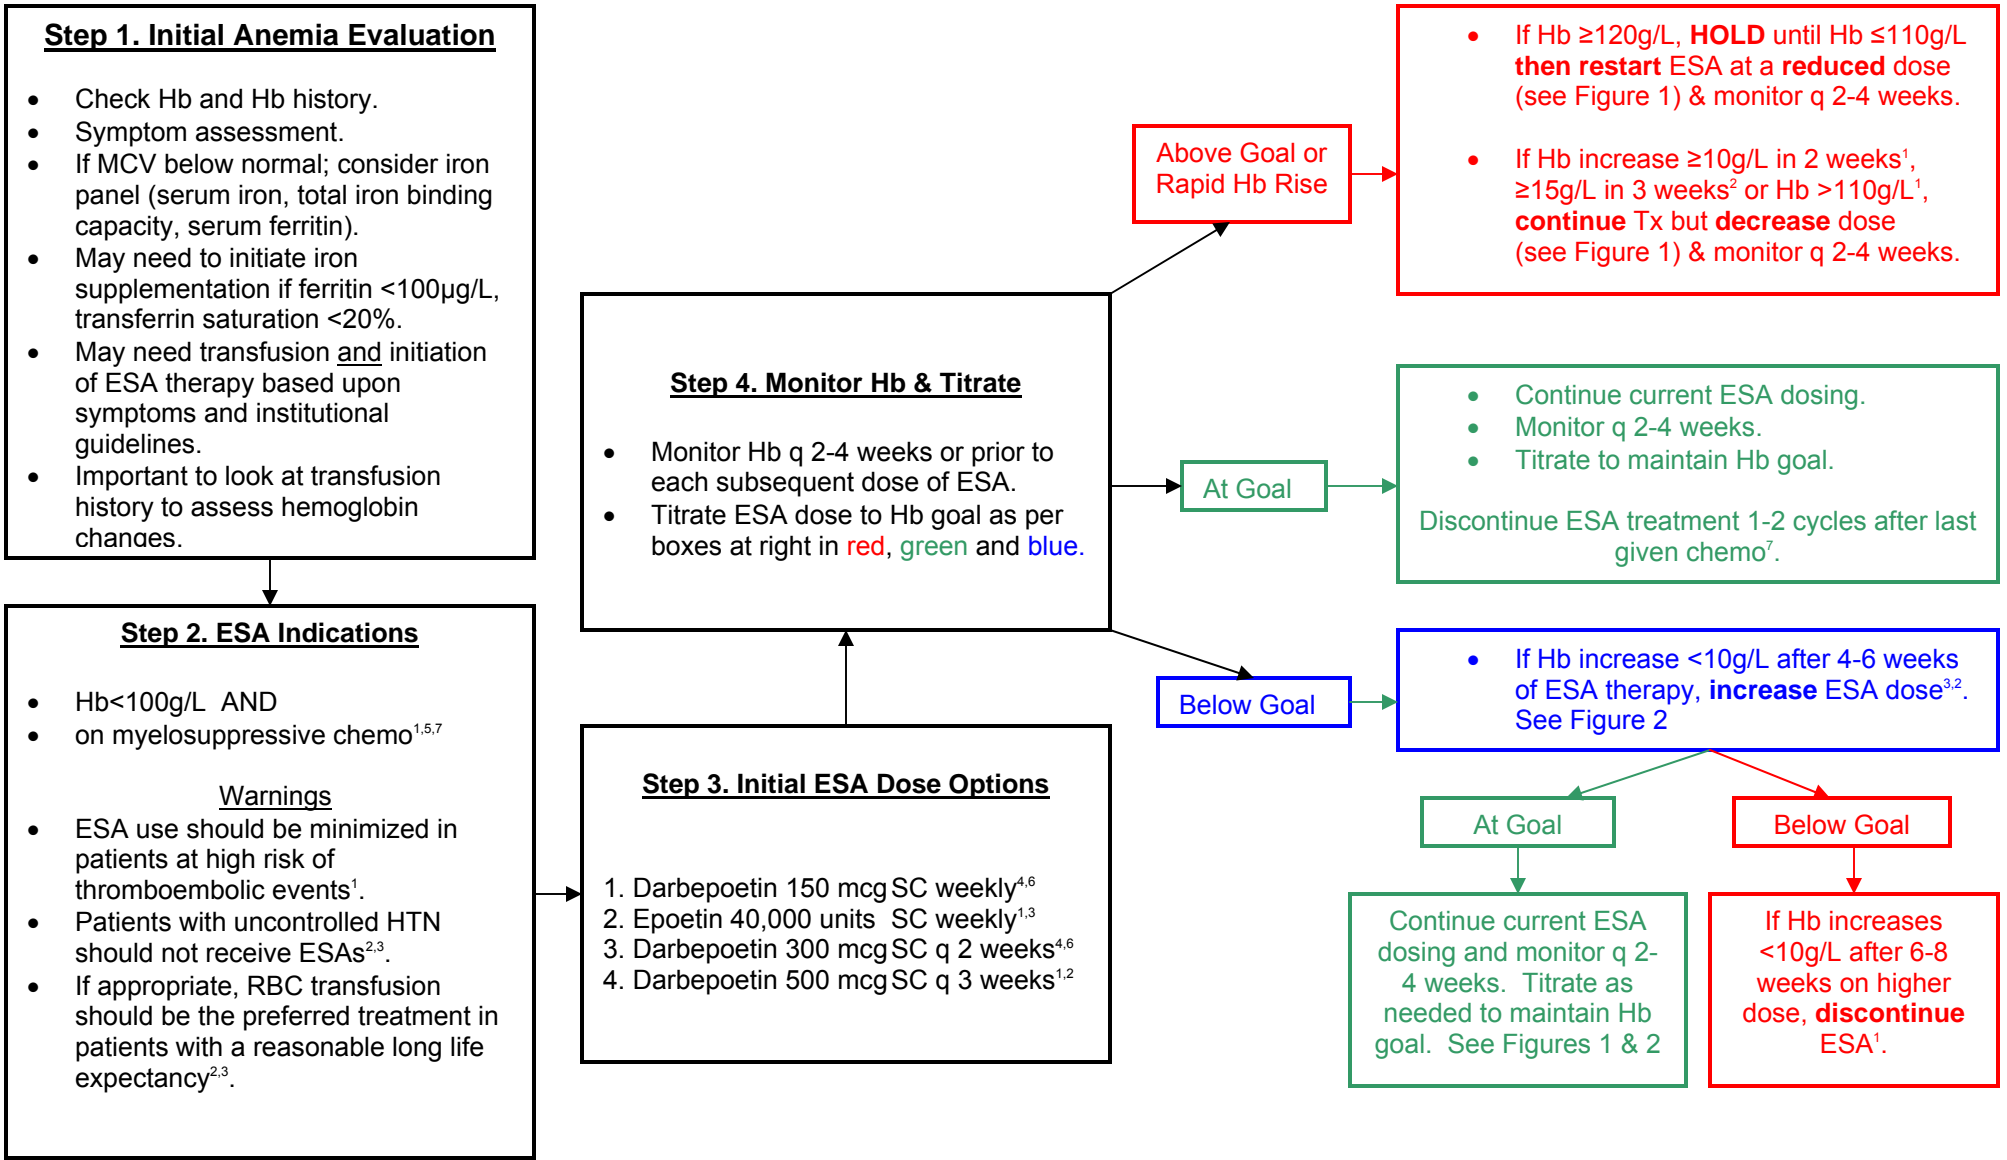 Step 1. Initial Anemia Evaluation
• Check Hb and Hb history.
• Symptom assessment.
• If MCV below normal; consider iron
panel (serum iron, total iron binding
capacity, serum ferritin).
• May need to initiate iron
supplementation if ferritin <100µg/L,
transferrin saturation <20%.
• May need transfusion and initiation
of ESA therapy based upon
symptoms and institutional
guidelines.
• Important to look at transfusion
history to assess hemoglobin
changes.
Step 2. ESA Indications
• Hb<100g/L AND
• on myelosuppressive chemo1,5,7
Warnings
• ESA use should be minimized in
patients at high risk of
thromboembolic events1.
• Patients with uncontrolled HTN
should not receive ESAs2,3.
• If appropriate, RBC transfusion
should be the preferred treatment in
patients with a reasonable long life
expectancy2,3.
Step 3. Initial ESA Dose Options
1. Darbepoetin 150 mcg SC weekly4,6
2. Epoetin 40,000 units SC weekly1,3
3. Darbepoetin 300 mcg SC q 2 weeks4,6
4. Darbepoetin 500 mcg SC q 3 weeks1,2
Step 4. Monitor Hb & Titrate
• Monitor Hb q 2-4 weeks or prior to
each subsequent dose of ESA.
• Titrate ESA dose to Hb goal as per
boxes at right in red, green and blue.
Above Goal or
Rapid Hb Rise
• If Hb ≥120g/L, HOLD until Hb ≤110g/L
then restart ESA at a reduced dose
(see Figure 1) & monitor q 2-4 weeks.
• If Hb increase ≥10g/L in 2 weeks1,
≥15g/L in 3 weeks2 or Hb >110g/L1,
continue Tx but decrease dose
(see Figure 1) & monitor q 2-4 weeks.
At Goal
• Continue current ESA dosing.
• Monitor q 2-4 weeks.
• Titrate to maintain Hb goal.
Discontinue ESA treatment 1-2 cycles after last
given chemo7.
Below Goal
• If Hb increase <10g/L after 4-6 weeks
of ESA therapy, increase ESA dose3,2.
See Figure 2
At Goal
Continue current ESA
dosing and monitor q 2-
4 weeks. Titrate as
needed to maintain Hb
goal. See Figures 1 & 2
Below Goal
If Hb increases
<10g/L after 6-8
weeks on higher
dose, discontinue
ESA1.